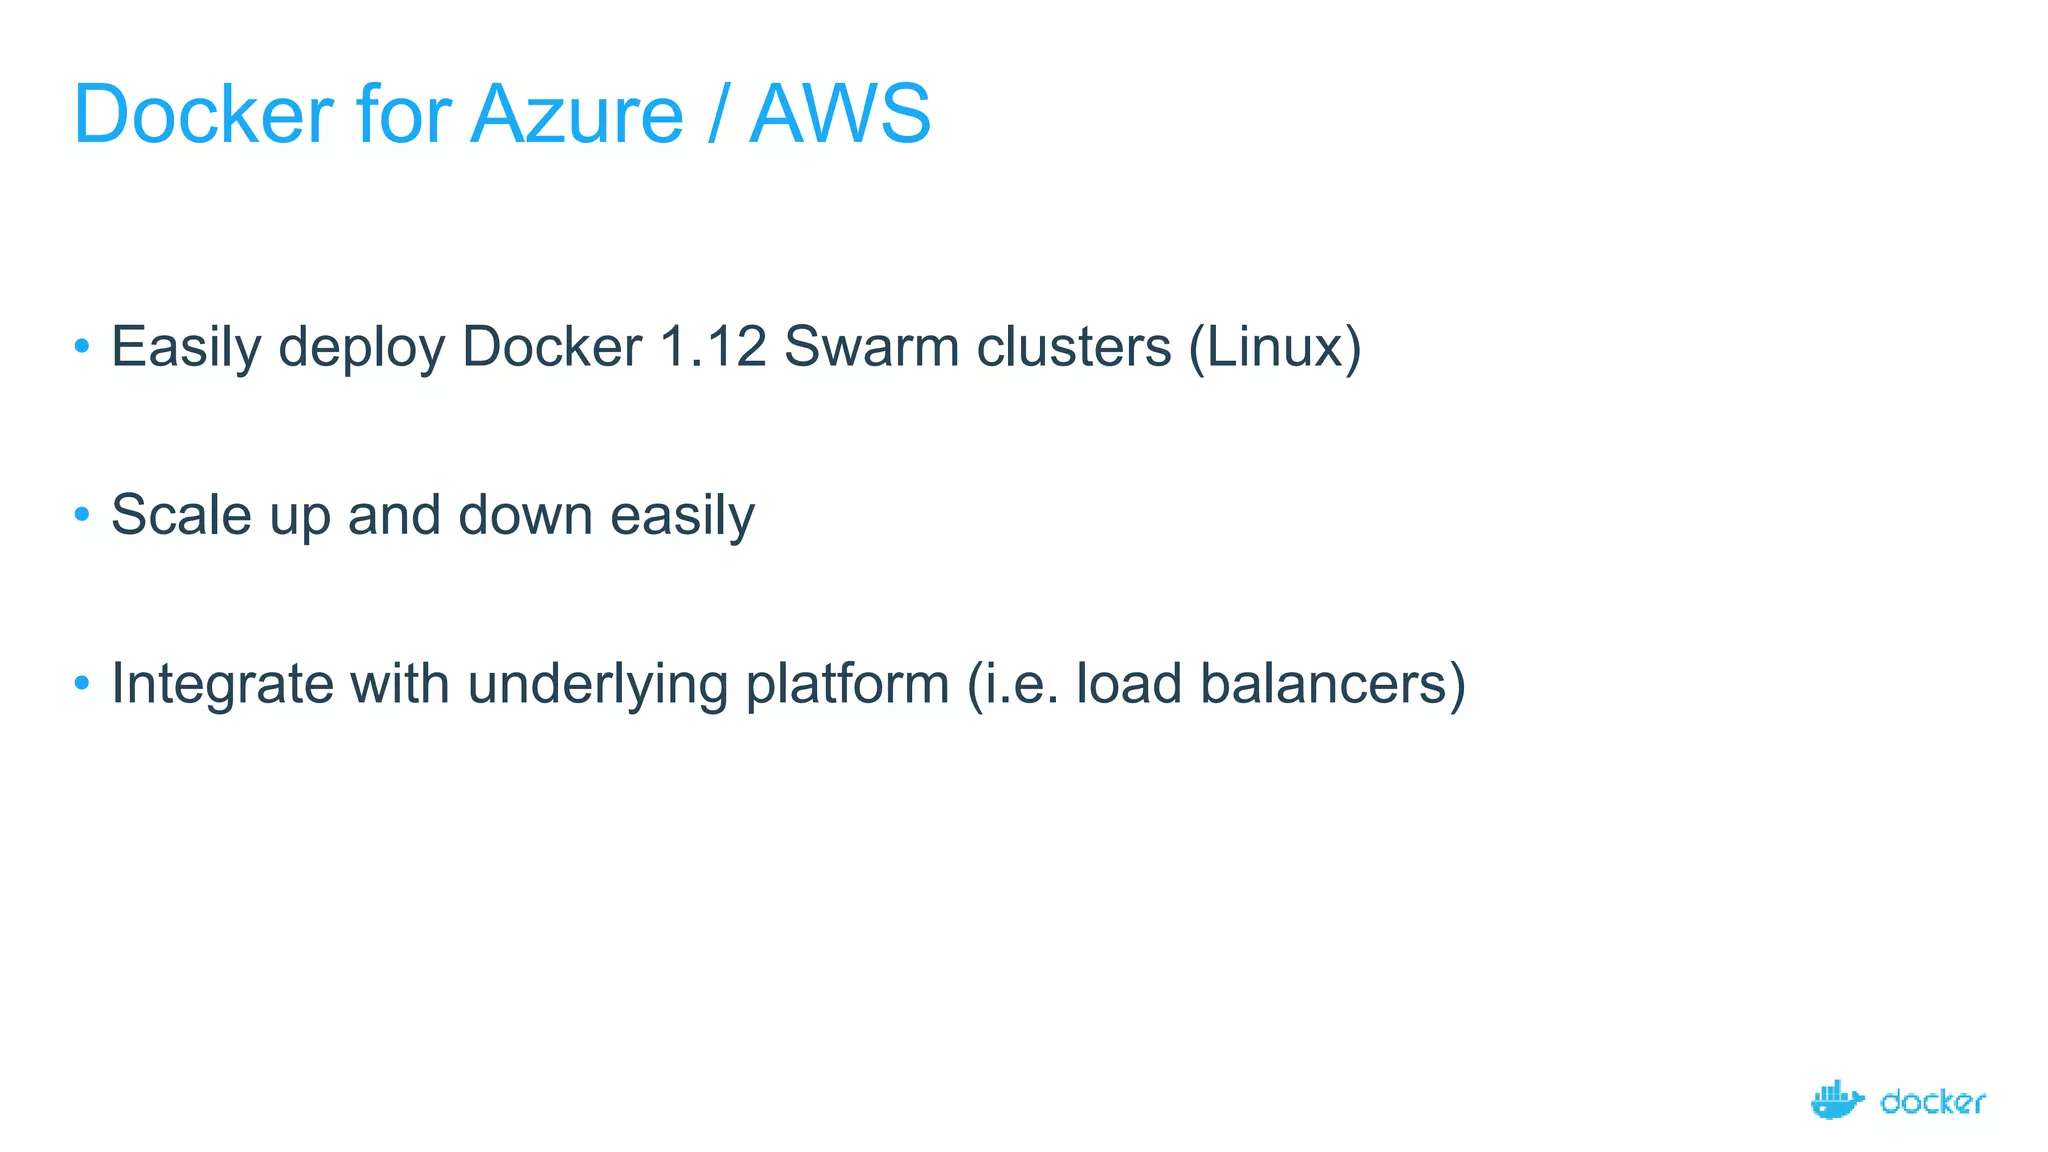 Docker for Azure / AWS
• Easily deploy Docker 1.12 Swarm clusters (Linux)
• Scale up and down easily
• Integrate with underlying platform (i.e. load balancers)
docker